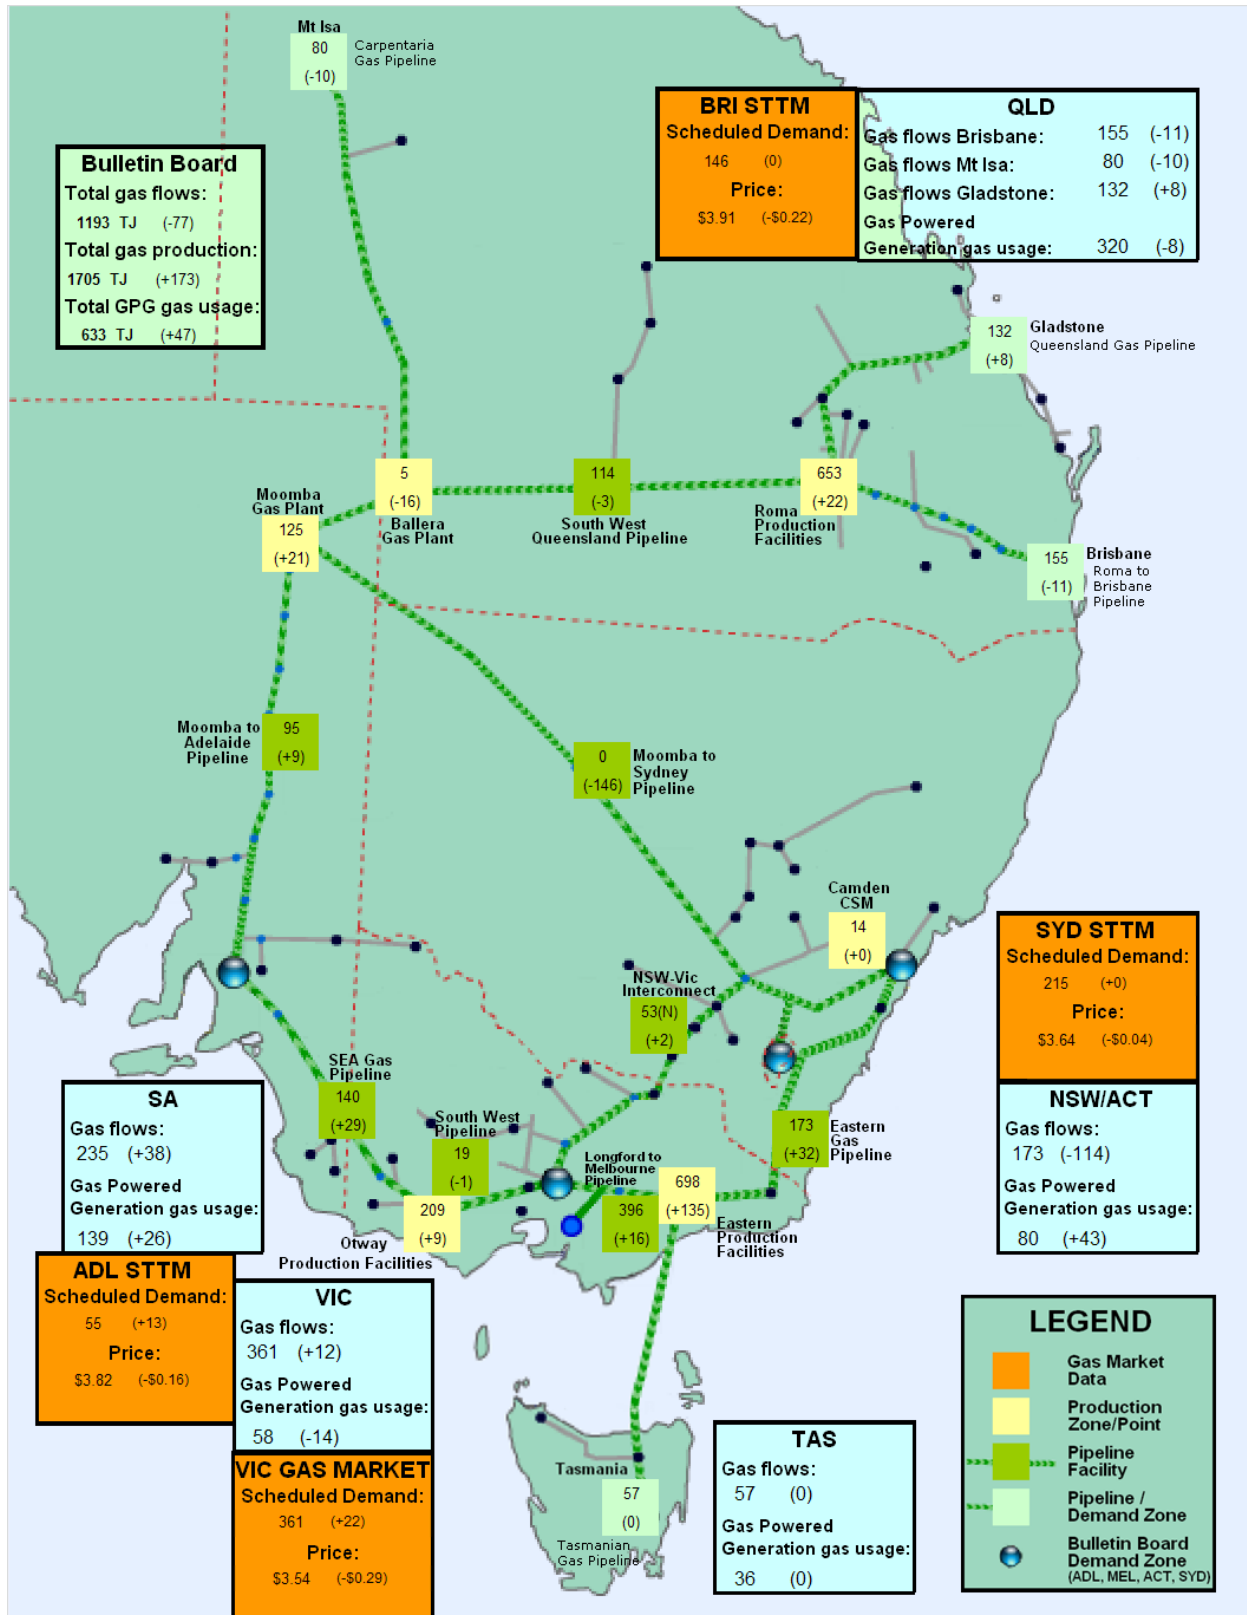 Mt Isa
80
(-10)
Carpentaria
Gas Pipeline
BRI STTM
Scheduled Demand:
146 (0)
Price:
$3.91 (-$0.22)
QLD
Gas flows Brisbane: 155 (-11)
Gas flows Mt Isa: 80 (-10)
Gas flows Gladstone: 132 (+8)
Gas Powered
Generation gas usage: 320 (-8)
Bulletin Board
Total gas flows:
1193 TJ (-77)
Total gas production:
1705 TJ (+173)
Total GPG gas usage:
633 TJ (+47)
132
(+8)
Gladstone
Queensland Gas Pipeline
Moomba
Gas Plant
125
(+21)
5
(-16)
Ballera
Gas Plant
114
(-3)
South West
Queensland Pipeline
653
(+22)
Roma
Production
Facilities
155
(-11)
Brisbane
Roma to
Brisbane
Pipeline
Moomba to
Adelaide
Pipeline
95
(+9)
0
(-146)
Moomba to
Sydney
Pipeline
Camden
CSM
14
(+0)
NSW-Vic
Interconnect
53(N)
(+2)
SYD STTM
Scheduled Demand:
215 (+0)
Price:
$3.64 (-$0.04)
NSW/ACT
Gas flows:
173 (-114)
Gas Powered
Generation gas usage:
80 (+43)
SEA Gas
Pipeline
140
(+29)
South West
Pipeline
19
(-1)
Longford to
Melbourne
Pipeline
396
(+16)
173
(+32)
Eastern
Gas
Pipeline
698
(+135)
Eastern
Production
Facilities
209
(+9)
Otway
Production Facilities
SA
Gas flows:
235 (+38)
Gas Powered
Generation gas usage:
139 (+26)
ADL STTM
Scheduled Demand:
55 (+13)
Price:
$3.82 (-$0.16)
VIC
Gas flows:
361 (+12)
Gas Powered
Generation gas usage:
58 (-14)
VIC GAS MARKET
Scheduled Demand:
361 (+22)
Price:
$3.54 (-$0.29)
Tasmania
57
(0)
Tasmanian
Gas Pipeline
TAS
Gas flows:
57 (0)
Gas Powered
Generation gas usage:
36 (0)
LEGEND
Gas Market
Data
Production
Zone/Point
Pipeline
Facility
Pipeline /
Demand Zone
Bulletin Board
Demand Zone
(ADL, MEL, ACT, SYD)